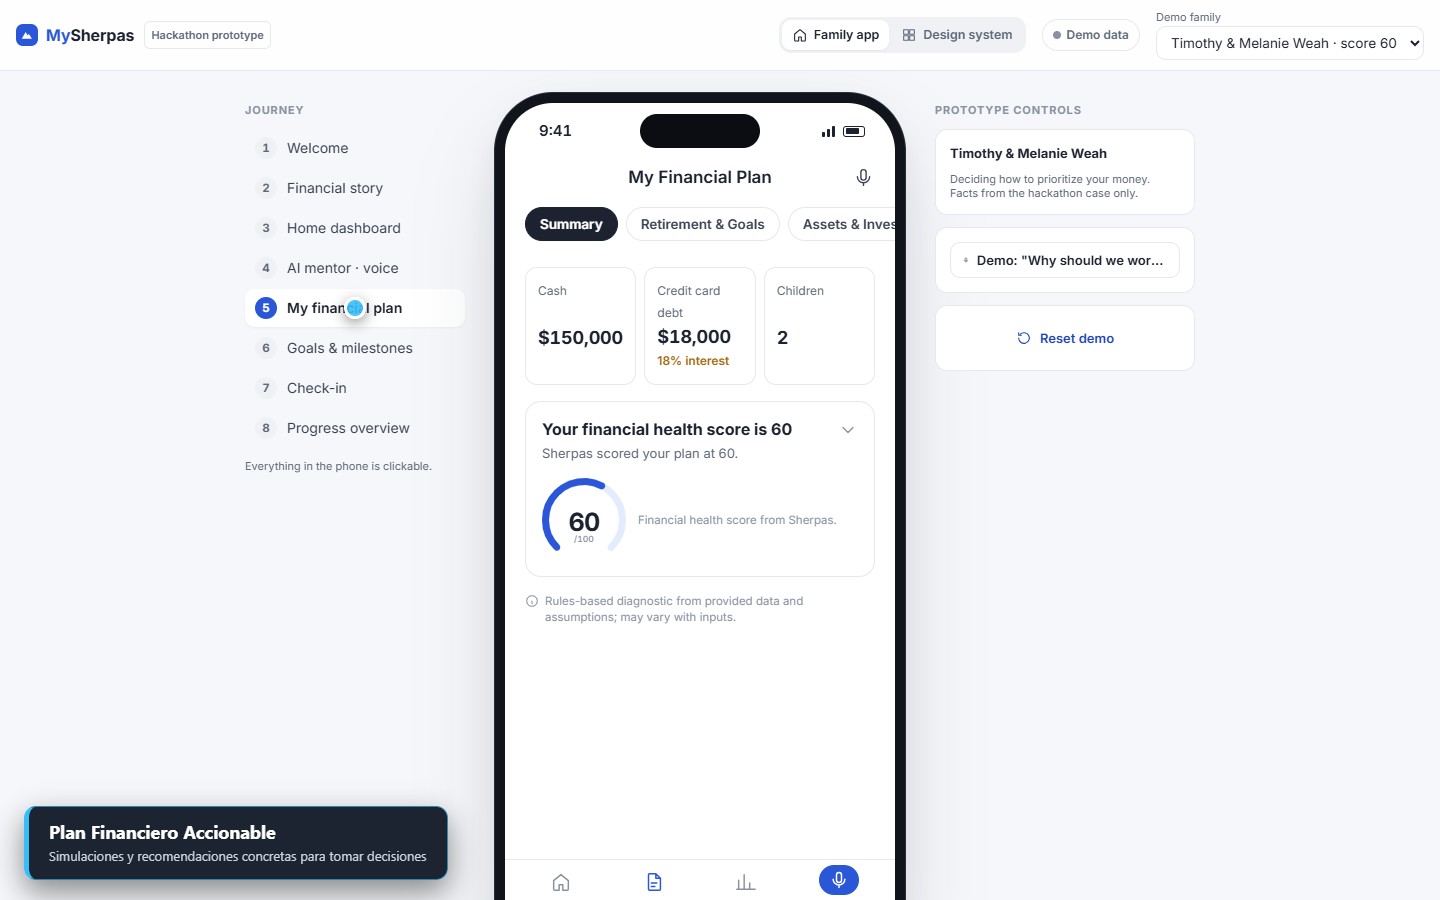 MySherpas
Hackathon prototype
Family app
Design system
Demo data
Demo family
Timothy & Melanie Weah · score 60
JOURNEY
1 Welcome
2 Financial story
3 Home dashboard
4 AI mentor · voice
5 My financial plan
6 Goals & milestones
7 Check-in
8 Progress overview
Everything in the phone is clickable.
9:41
My Financial Plan
Summary
Retirement & Goals
Assets & Inves
Cash
$150,000
Credit card
debt
$18,000
18% interest
Children
2
Your financial health score is 60
Sherpas scored your plan at 60.
60
/100
Financial health score from Sherpas.
Rules-based diagnostic from provided data and
assumptions; may vary with inputs.
PROTOTYPE CONTROLS
Timothy & Melanie Weah
Deciding how to prioritize your money.
Facts from the hackathon case only.
Demo: "Why should we wor...
Reset demo
Plan Financiero Accionable
Simulaciones y recomendaciones concretas para tomar decisiones